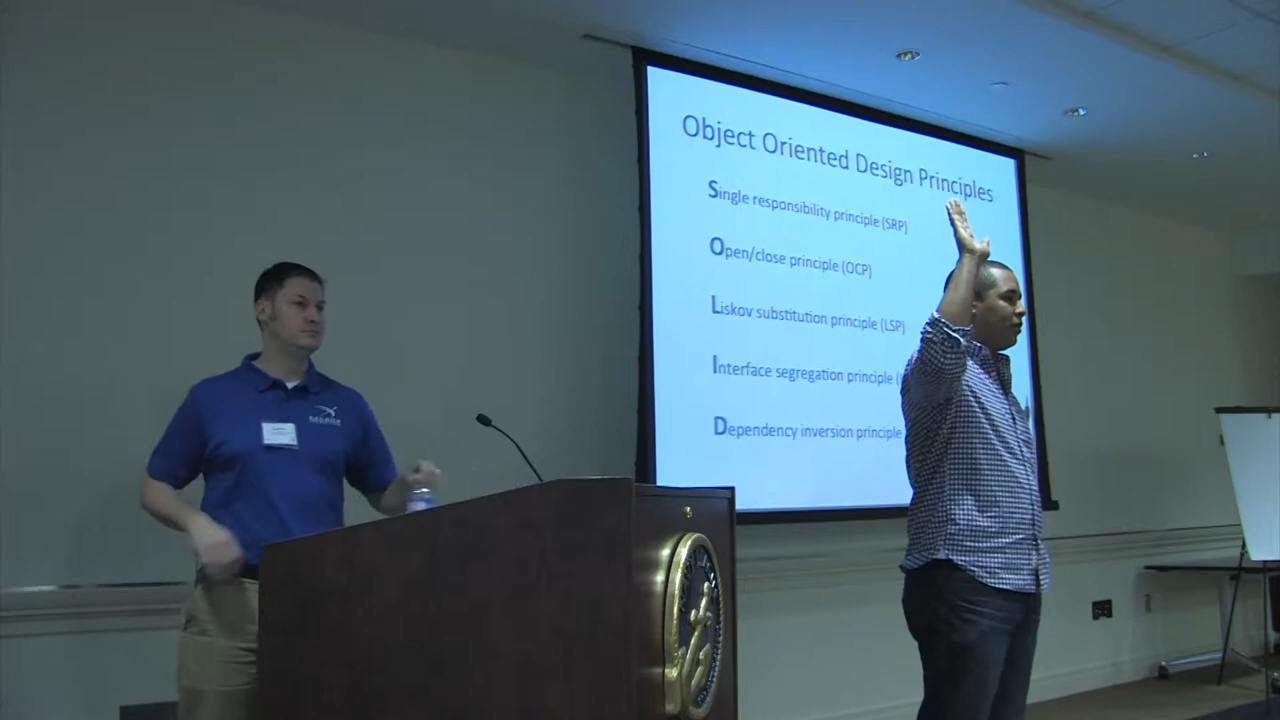 Object Oriented Design Principles
Single responsibility principle (SRP)
Open/close principle (OCP)
Liskov substitution principle (LSP)
Interface segregation principle (
Dependency inversion principle